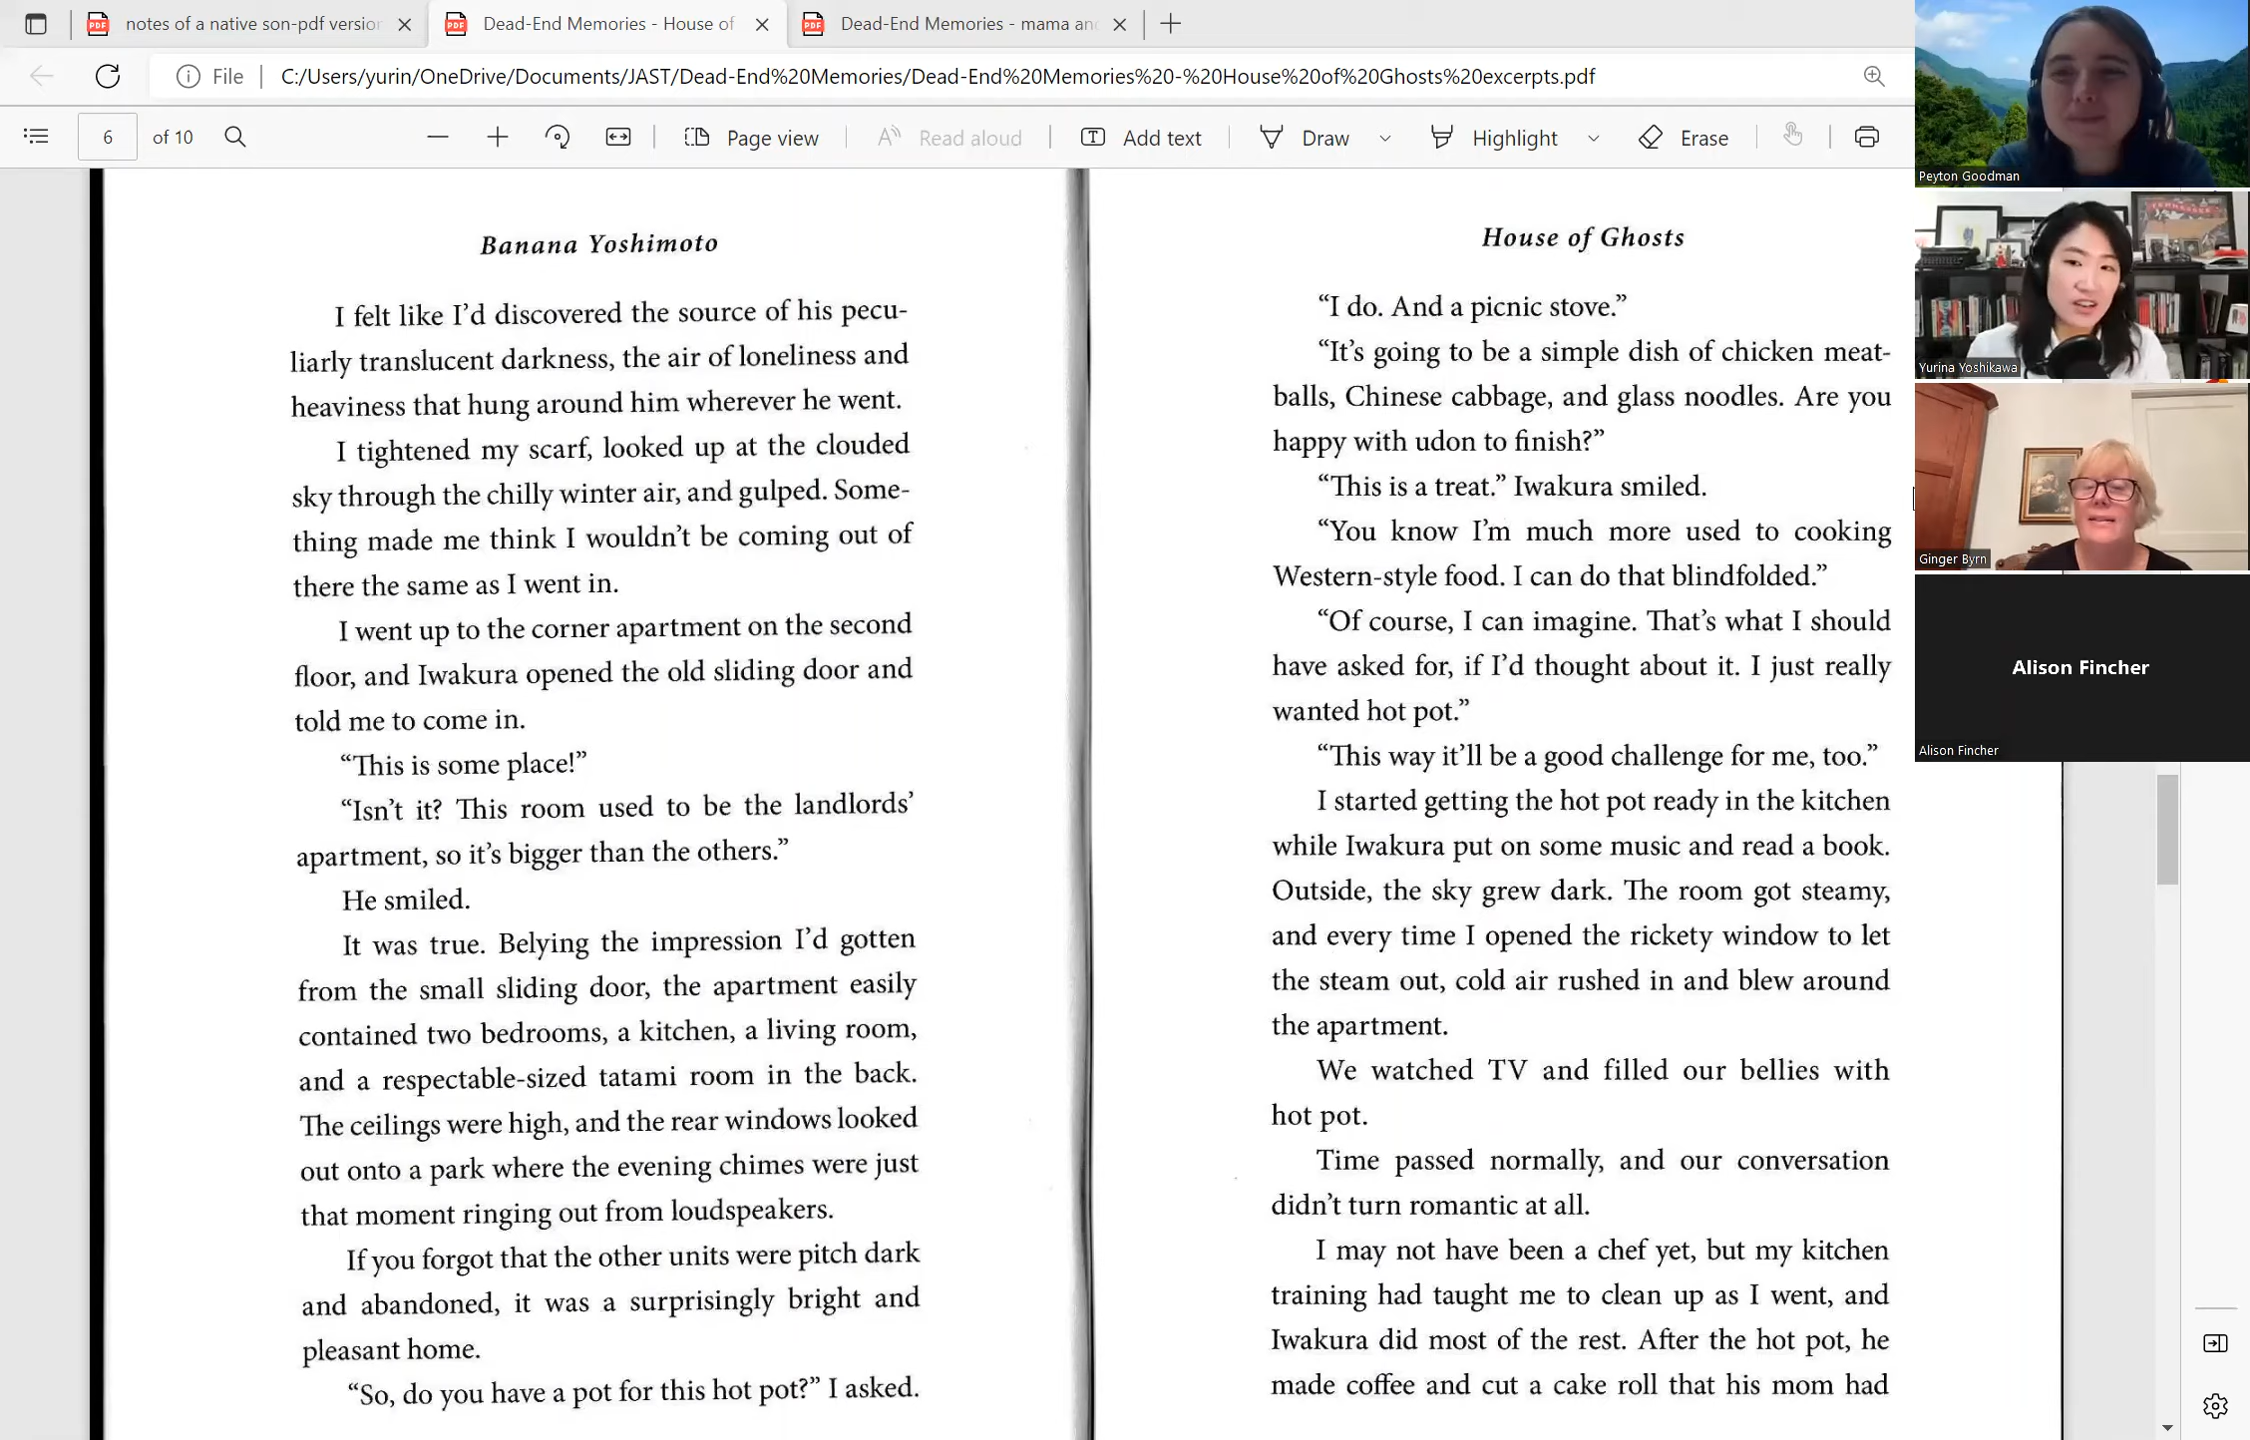 notes of a native son-pdf versio
Dead-End Memories - House of
Dead-End Memories - mama an
File
C:/Users/yurin/OneDrive/Documents/JAST/Dead-End%20Memories/Dead-End%20Memories%20-%20House%20of%20Ghosts%20excerpts.pdf
6
of 10
Page view
Read aloud
Add text
Draw
Highlight
Erase
Banana Yoshimoto
I felt like I’d discovered the source of his pecu-
liarly translucent darkness, the air of loneliness and
heaviness that hung around him wherever he went.
I tightened my scarf, looked up at the clouded
sky through the chilly winter air, and gulped. Some-
thing made me think I wouldn’t be coming out of
there the same as I went in.
I went up to the corner apartment on the second
floor, and Iwakura opened the old sliding door and
told me to come in.
“This is some place!”
“Isn’t it? This room used to be the landlords’
apartment, so it’s bigger than the others.”
He smiled.
It was true. Belying the impression I’d gotten
from the small sliding door, the apartment easily
contained two bedrooms, a kitchen, a living room,
and a respectable-sized tatami room in the back.
The ceilings were high, and the rear windows looked
out onto a park where the evening chimes were just
that moment ringing out from loudspeakers.
If you forgot that the other units were pitch dark
and abandoned, it was a surprisingly bright and
pleasant home.
“So, do you have a pot for this hot pot?” I asked.
House of Ghosts
“I do. And a picnic stove.”
“It’s going to be a simple dish of chicken meat-
balls, Chinese cabbage, and glass noodles. Are you
happy with udon to finish?”
“This is a treat.” Iwakura smiled.
“You know I’m much more used to cooking
Western-style food. I can do that blindfolded.”
“Of course, I can imagine. That’s what I should
have asked for, if I’d thought about it. I just really
wanted hot pot.”
“This way it’ll be a good challenge for me, too.”
I started getting the hot pot ready in the kitchen
while Iwakura put on some music and read a book.
Outside, the sky grew dark. The room got steamy,
and every time I opened the rickety window to let
the steam out, cold air rushed in and blew around
the apartment.
We watched TV and filled our bellies with
hot pot.
Time passed normally, and our conversation
didn’t turn romantic at all.
I may not have been a chef yet, but my kitchen
training had taught me to clean up as I went, and
Iwakura did most of the rest. After the hot pot, he
made coffee and cut a cake roll that his mom had
Peyton Goodman
Yurina Yoshikawa
Ginger Byrn
Alison Fincher
Alison Fincher